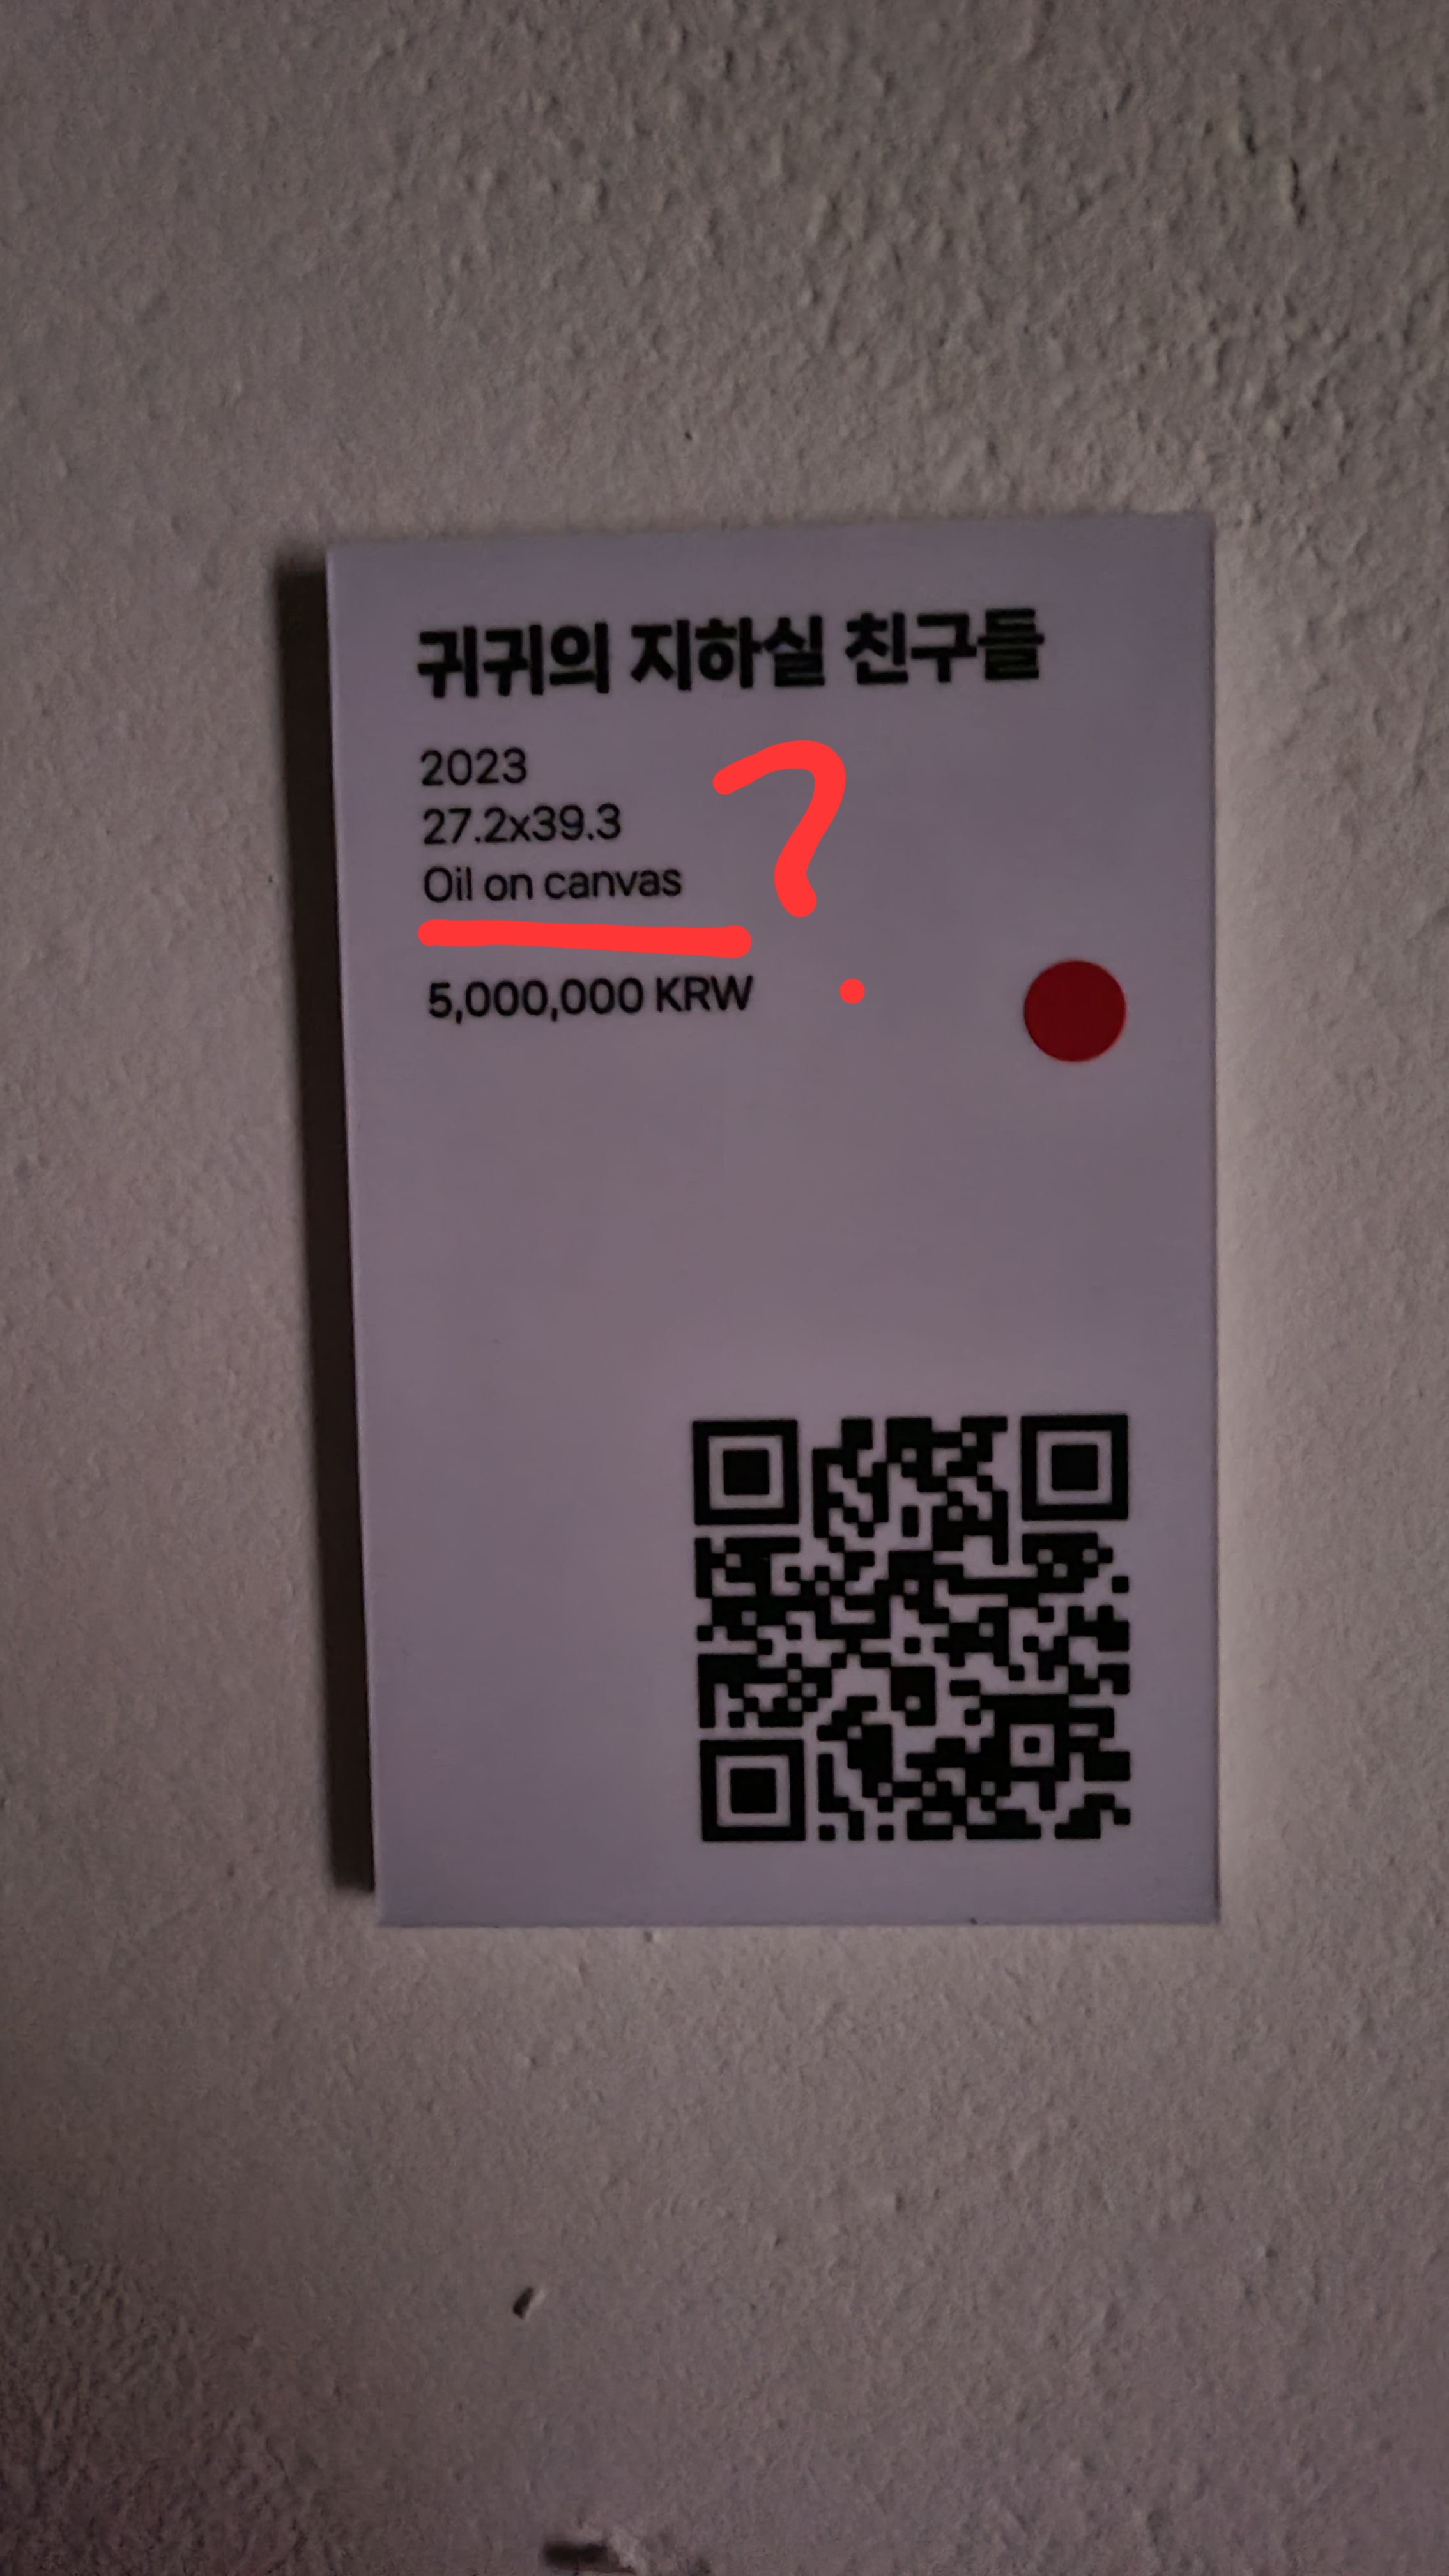 귀귀의 지하실 친구들
2023
27.2x39.3
Oil on canvas
?
5,000,000 KRW